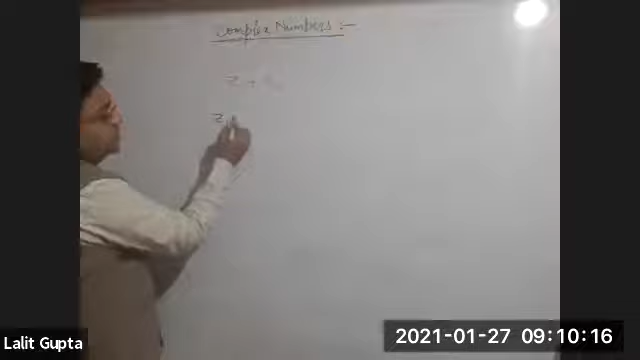 Complex Numbers :-
z
z
Lalit Gupta
2021-01-27 09:10:16